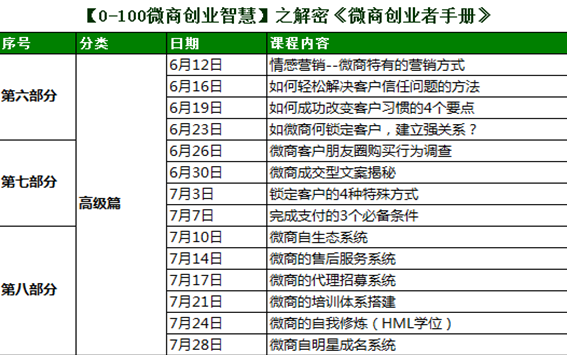 【0-100微商创业智慧】之解密《微商创业者手册》
序号 分类 日期 课程内容
第六部分 高级篇 6月12日 情感营销--微商特有的营销方式
6月16日 如何轻松解决客户信任问题的方法
6月19日 如何成功改变客户习惯的4个要点
6月23日 如微商何锁定客户，建立强关系？
第七部分 6月26日 微商客户朋友圈购买行为调查
6月30日 微商成交型文案揭秘
7月3日 锁定客户的4种特殊方式
7月7日 完成支付的3个必备条件
第八部分 7月10日 微商自生态系统
7月14日 微商的售后服务系统
7月17日 微商的代理招募系统
7月21日 微商的培训体系搭建
7月24日 微商的自我修炼（HML学位）
7月28日 微商自明星成名系统